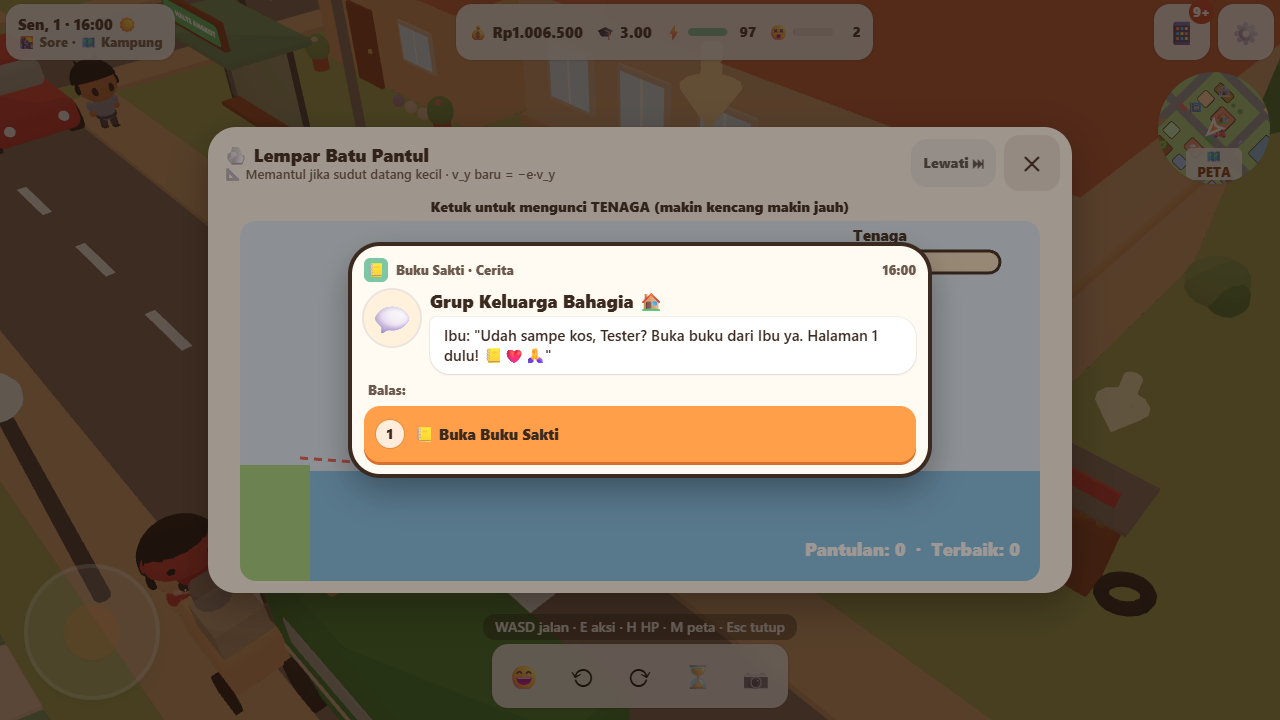 Sen, 1 · 16:00
Sore · Kampung
Rp1.006.500
3.00
97
2
9+
PETA
Lempar Batu Pantul
Memantul jika sudut datang kecil · v_y baru = −e·v_y
Lewati
Ketuk untuk mengunci TENAGA (makin kencang makin jauh)
Tenaga
Buku Sakti · Cerita
16:00
Grup Keluarga Bahagia
Ibu: "Udah sampe kos, Tester? Buka buku dari Ibu ya. Halaman 1
dulu! 📒 ❤️ 🙏"
Balas:
1
Buka Buku Sakti
Pantulan: 0 · Terbaik: 0
WASD jalan · E aksi · H HP · M peta · Esc tutup